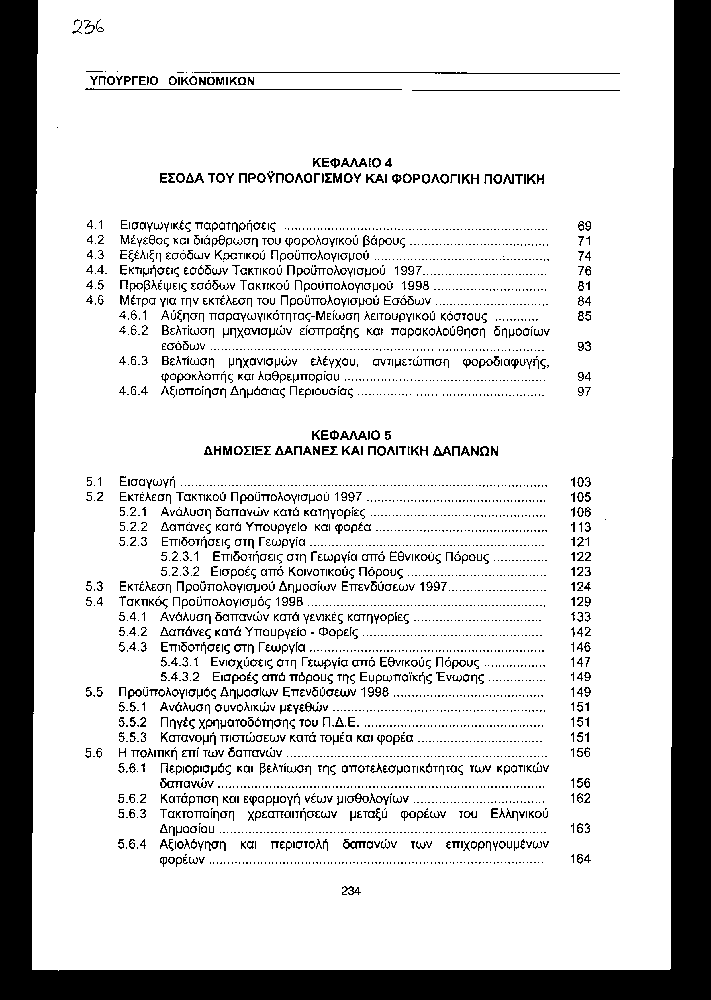 236
ΥΠΟΥΡΓΕΙΟ ΟΙΚΟΝΟΜΙΚΩΝ
ΚΕΦΑΛΑΙΟ 4
ΕΣΟΔΑ ΤΟΥ ΠΡΟΫΠΟΛΟΓΙΣΜΟΥ ΚΑΙ ΦΟΡΟΛΟΓΙΚΗ ΠΟΛΙΤΙΚΗ
4.1 Εισαγωγικές παρατηρήσεις ........ 69
4.2 Μέγεθος και διάρθρωση του φορολογικού βάρους ........ 71
4.3 Εξέλιξη εσόδων Κρατικού Προϋπολογισμού ........ 74
4.4. Εκτιμήσεις εσόδων Τακτικού Προϋπολογισμού 1997 ........ 76
4.5 Προβλέψεις εσόδων Τακτικού Προϋπολογισμού 1998 ........ 81
4.6 Μέτρα για την εκτέλεση του Προϋπολογισμού Εσόδων ........ 84
4.6.1 Αύξηση παραγωγικότητας-Μείωση λειτουργικού κόστους ........ 85
4.6.2 Βελτίωση μηχανισμών είσπραξης και παρακολούθηση δημοσίων
εσόδων ........ 93
4.6.3 Βελτίωση μηχανισμών ελέγχου, αντιμετώπιση φοροδιαφυγής,
φοροκλοπής και λαθρεμπορίου ........ 94
4.6.4 Αξιοποίηση Δημόσιας Περιουσίας ........ 97
ΚΕΦΑΛΑΙΟ 5
ΔΗΜΟΣΙΕΣ ΔΑΠΑΝΕΣ ΚΑΙ ΠΟΛΙΤΙΚΗ ΔΑΠΑΝΩΝ
5.1 Εισαγωγή ........ 103
5.2. Εκτέλεση Τακτικού Προϋπολογισμού 1997 ........ 105
5.2.1 Ανάλυση δαπανών κατά κατηγορίες ........ 106
5.2.2 Δαπάνες κατά Υπουργείο και φορέα ........ 113
5.2.3 Επιδοτήσεις στη Γεωργία ........ 121
5.2.3.1 Επιδοτήσεις στη Γεωργία από Εθνικούς Πόρους ........ 122
5.2.3.2 Εισροές από Κοινοτικούς Πόρους ........ 123
5.3 Εκτέλεση Προϋπολογισμού Δημοσίων Επενδύσεων 1997 ........ 124
5.4 Τακτικός Προϋπολογισμός 1998 ........ 129
5.4.1 Ανάλυση δαπανών κατά γενικές κατηγορίες ........ 133
5.4.2 Δαπάνες κατά Υπουργείο - Φορείς ........ 142
5.4.3 Επιδοτήσεις στη Γεωργία ........ 146
5.4.3.1 Ενισχύσεις στη Γεωργία από Εθνικούς Πόρους ........ 147
5.4.3.2 Εισροές από πόρους της Ευρωπαϊκής Ένωσης ........ 149
5.5 Προϋπολογισμός Δημοσίων Επενδύσεων 1998 ........ 149
5.5.1 Ανάλυση συνολικών μεγεθών ........ 151
5.5.2 Πηγές χρηματοδότησης του Π.Δ.Ε. ........ 151
5.5.3 Κατανομή πιστώσεων κατά τομέα και φορέα ........ 151
5.6 Η πολιτική επί των δαπανών ........ 156
5.6.1 Περιορισμός και βελτίωση της αποτελεσματικότητας των κρατικών
δαπανών ........ 156
5.6.2 Κατάρτιση και εφαρμογή νέων μισθολογίων ........ 162
5.6.3 Τακτοποίηση χρεαπαιτήσεων μεταξύ φορέων του Ελληνικού
Δημοσίου ........ 163
5.6.4 Αξιολόγηση και περιστολή δαπανών των επιχορηγουμένων
φορέων ........ 164
234